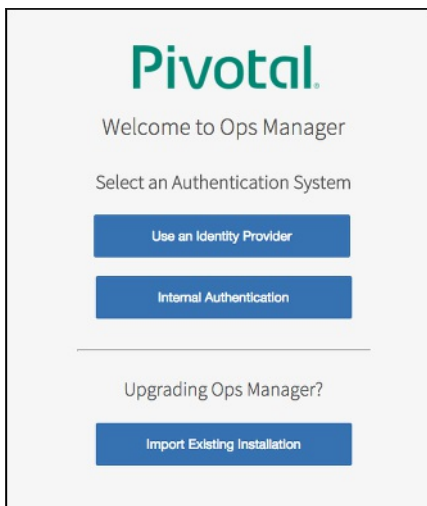 Pivotal.
Welcome to Ops Manager
Select an Authentication System
Use an Identity Provider
Internal Authentication
Upgrading Ops Manager?
Import Existing Installation